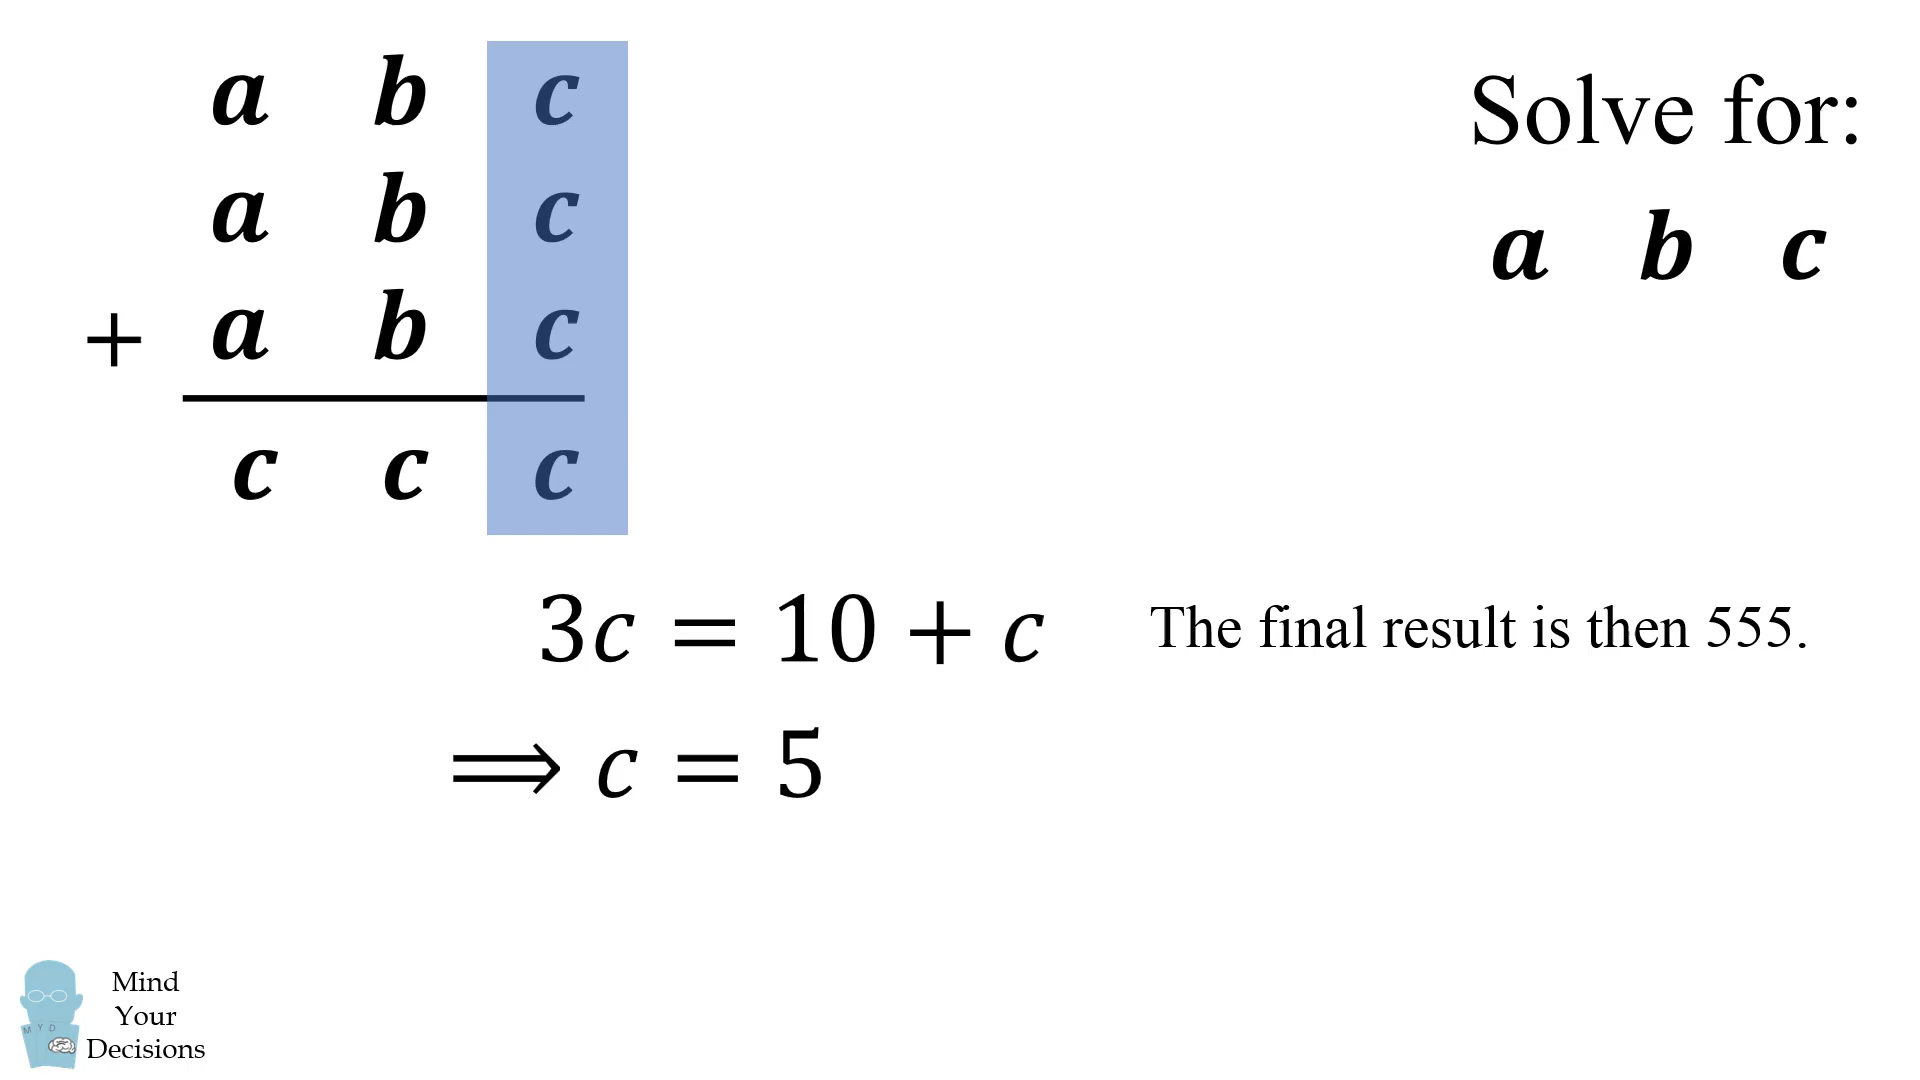 a b c
a b c
+ a b c
c c c
Solve for:
a b c
3c = 10 + c
⟹ c = 5
The final result is then 555.
M Y D
Mind
Your
Decisions